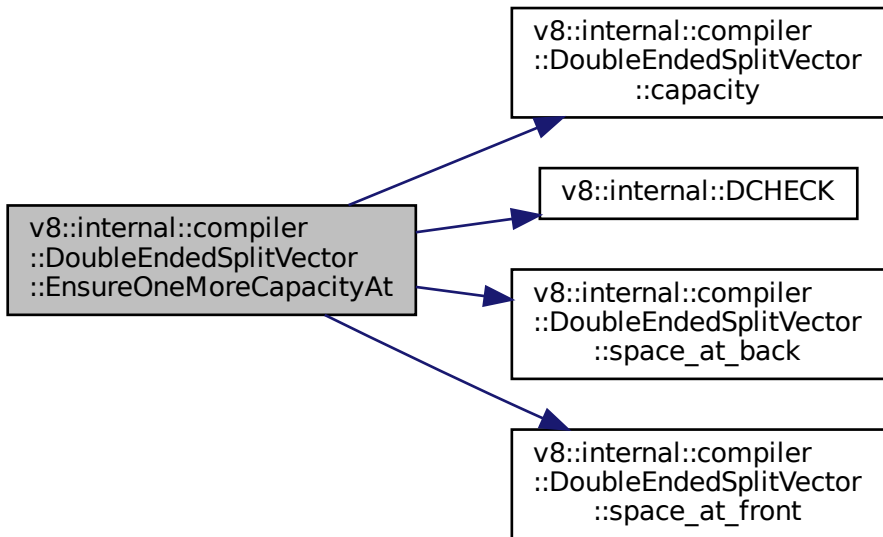 v8::internal::compiler
::DoubleEndedSplitVector
::capacity
v8::internal::DCHECK
v8::internal::compiler
::DoubleEndedSplitVector
::EnsureOneMoreCapacityAt
v8::internal::compiler
::DoubleEndedSplitVector
::space_at_back
v8::internal::compiler
::DoubleEndedSplitVector
::space_at_front